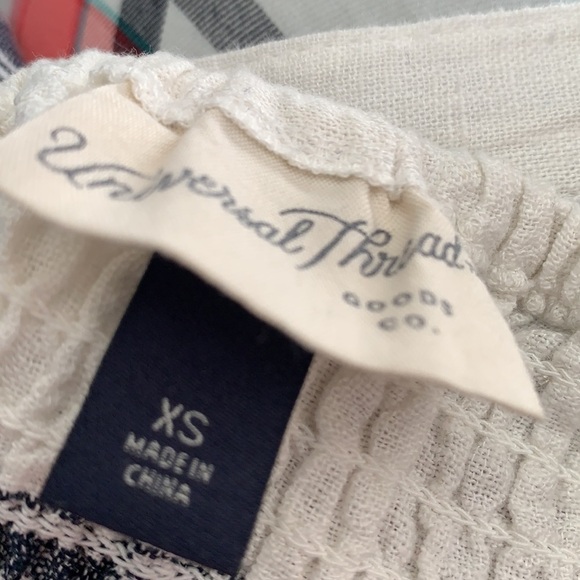 Universal Thread
GOODS
CO.
XS
MADE IN
CHINA